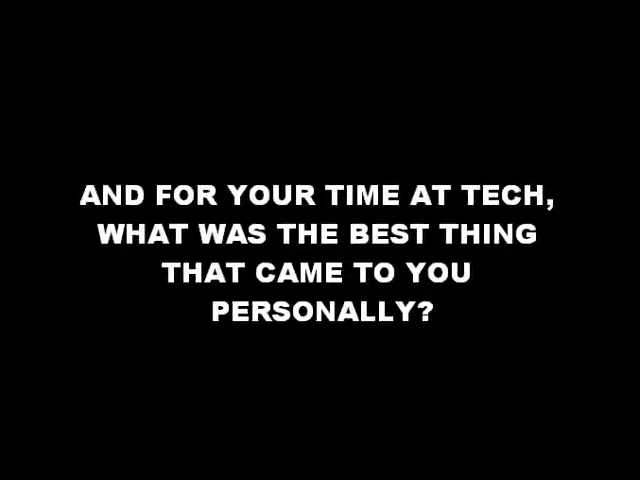 AND FOR YOUR TIME AT TECH,
WHAT WAS THE BEST THING
THAT CAME TO YOU
PERSONALLY?